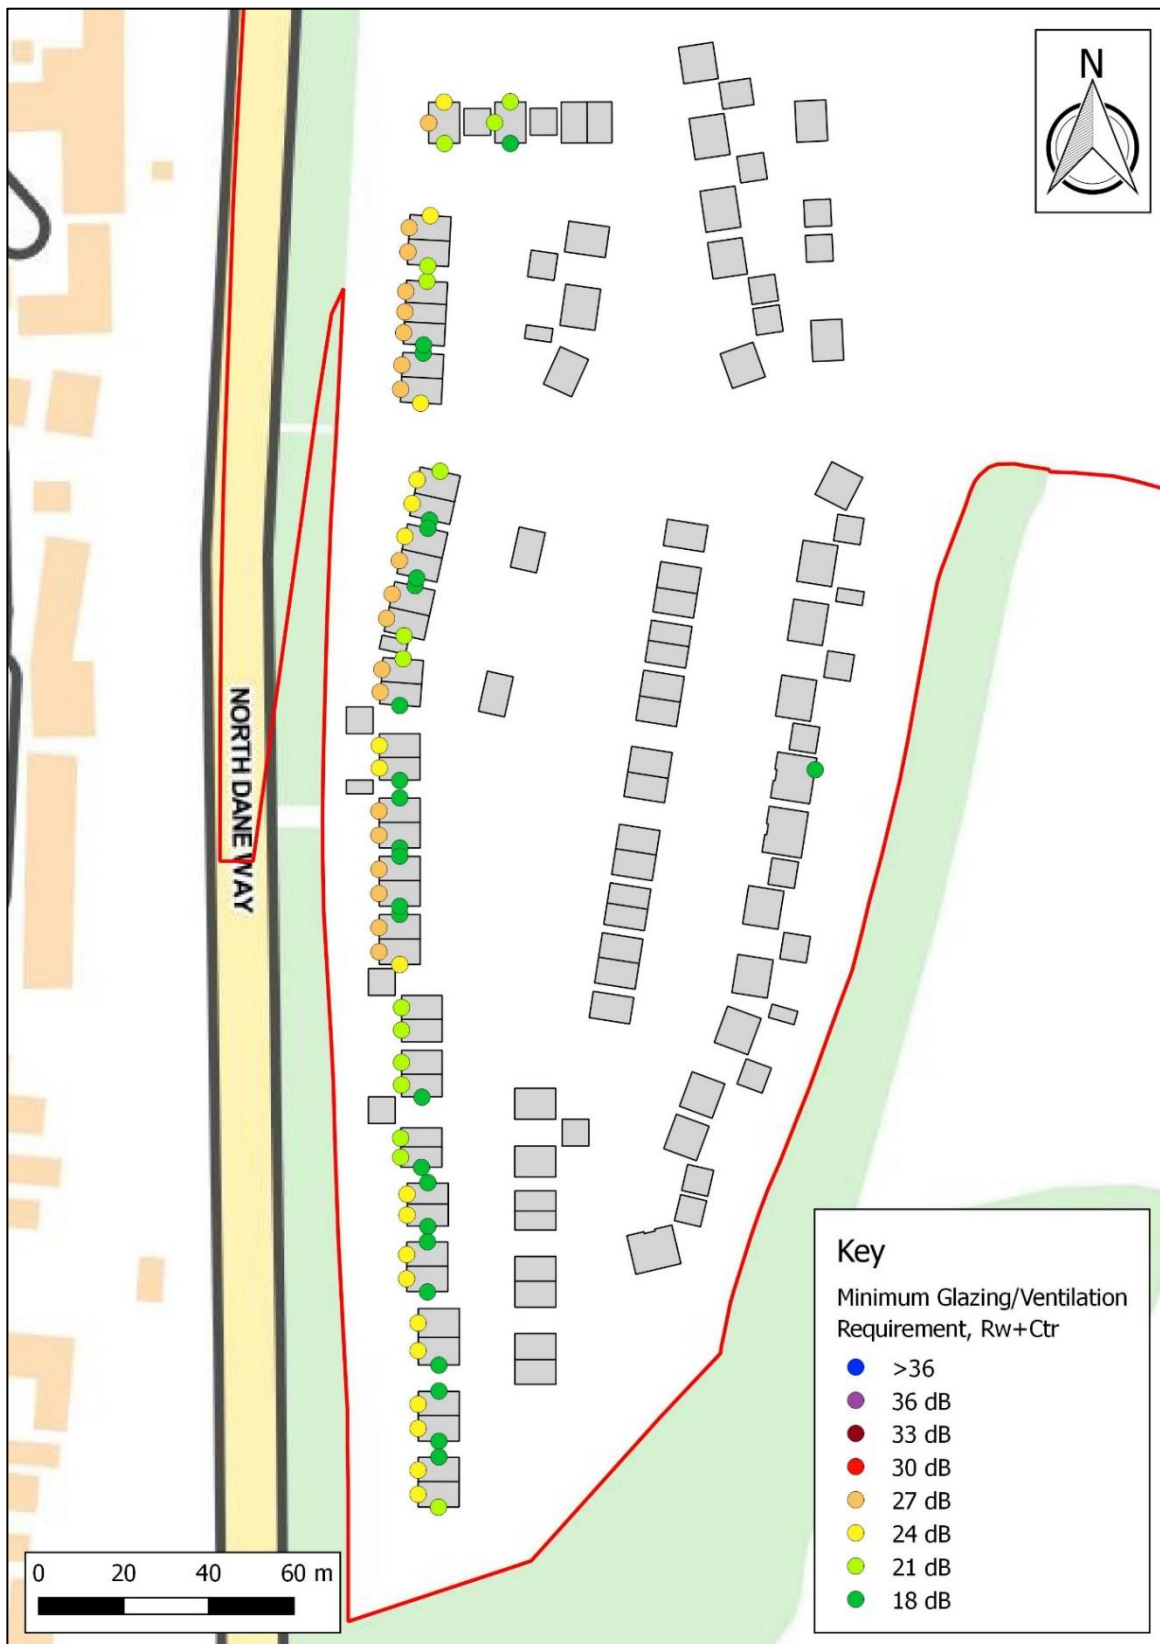 N
NORTH DANE WAY
Key
Minimum Glazing/Ventilation
Requirement, Rw+Ctr
>36
36 dB
33 dB
30 dB
27 dB
24 dB
21 dB
18 dB
0 20 40 60 m